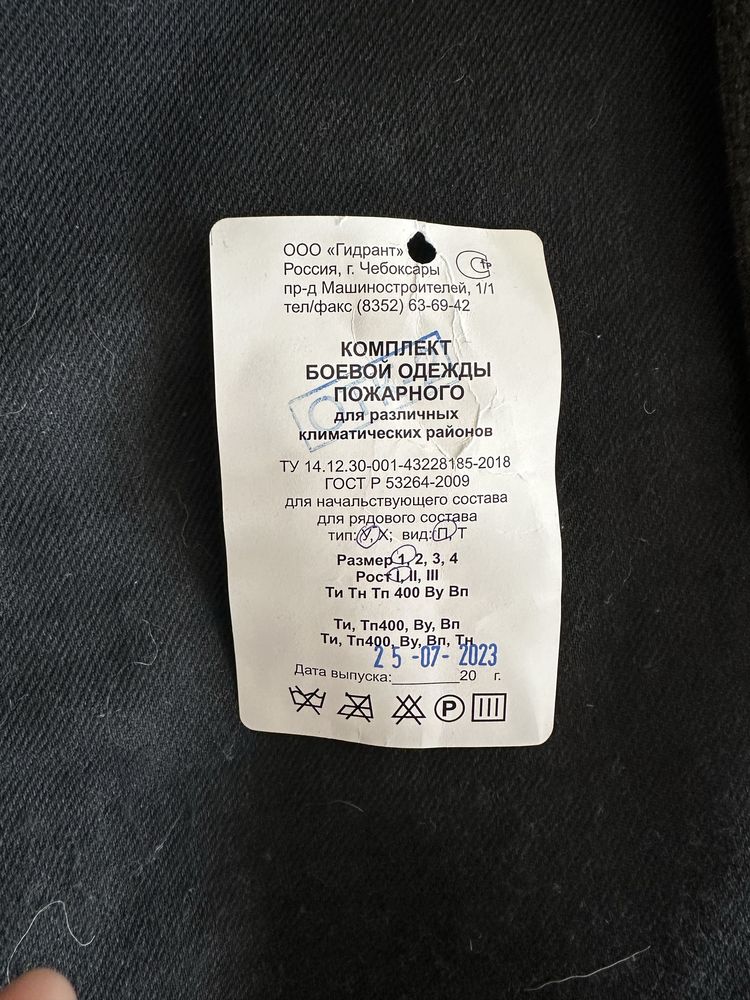 ООО «Гидрант»
Россия, г. Чебоксары
пр-д Машиностроителей, 1/1
тел/факс (8352) 63-69-42
КОМПЛЕКТ
БОЕВОЙ ОДЕЖДЫ
ПОЖАРНОГО
для различных
климатических районов
ТУ 14.12.30-001-43228185-2018
ГОСТ Р 53264-2009
для начальствующего состава
для рядового состава
тип: У, Х; вид: П, Т
Размер 1, 2, 3, 4
Рост I, II, III
Ти Тн Тп 400 Ву Вп
Ти, Тп400, Ву, Вп
Ти, Тп400, Ву, Вп, Тн
25-07-2023
Дата выпуска:________20 г.
P